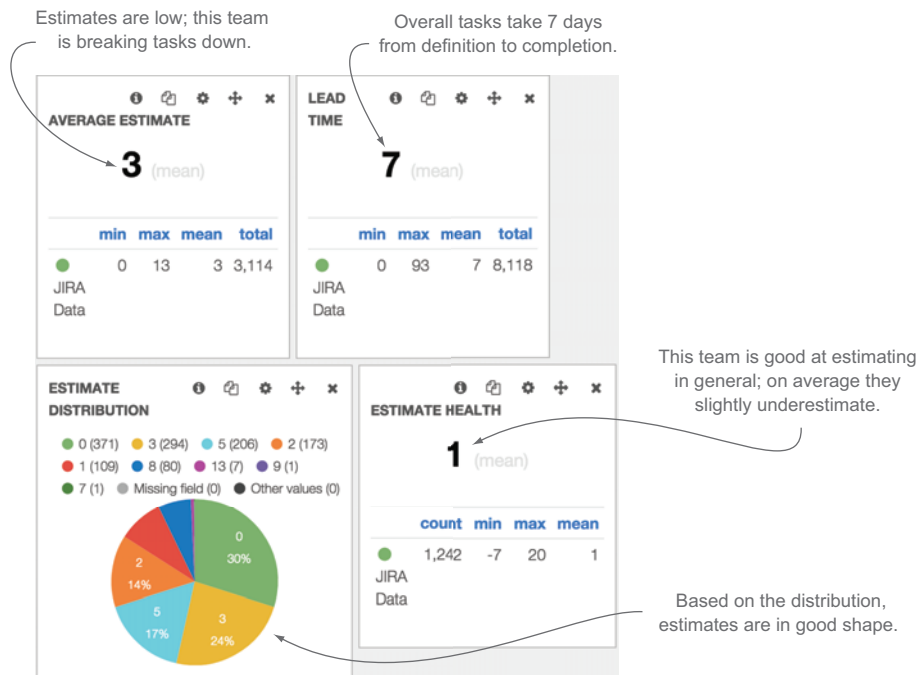 Estimates are low; this team
is breaking tasks down.
Overall tasks take 7 days
from definition to completion.
AVERAGE ESTIMATE
3 (mean)
min max mean total
0 13 3 3,114
JIRA
Data
LEAD
TIME
7 (mean)
min max mean total
0 93 7 8,118
JIRA
Data
ESTIMATE
DISTRIBUTION
0 (371) 3 (294) 5 (206) 2 (173)
1 (109) 8 (80) 13 (7) 9 (1)
7 (1) Missing field (0) Other values (0)
0
30%
2
14%
5
17%
3
24%
ESTIMATE HEALTH
1 (mean)
count min max mean
1,242 -7 20 1
JIRA
Data
This team is good at estimating
in general; on average they
slightly underestimate.
Based on the distribution,
estimates are in good shape.